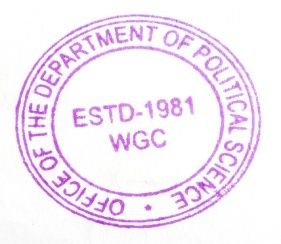 OFFICE OF THE DEPARTMENT OF POLITICAL SCIENCE *
ESTD-1981
WGC